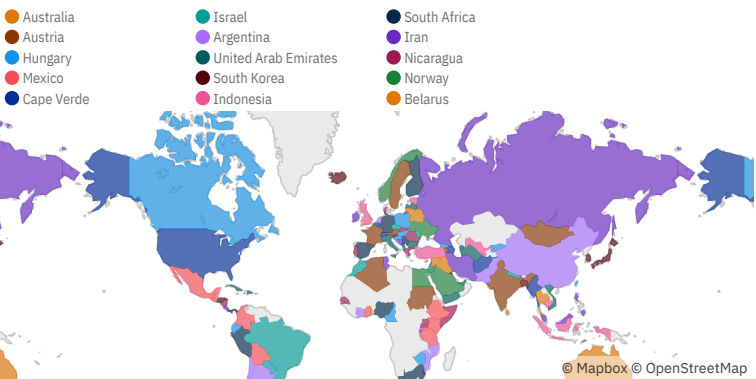 Australia
Austria
Hungary
Mexico
Cape Verde
Israel
Argentina
United Arab Emirates
South Korea
Indonesia
South Africa
Iran
Nicaragua
Norway
Belarus
© Mapbox © OpenStreetMap